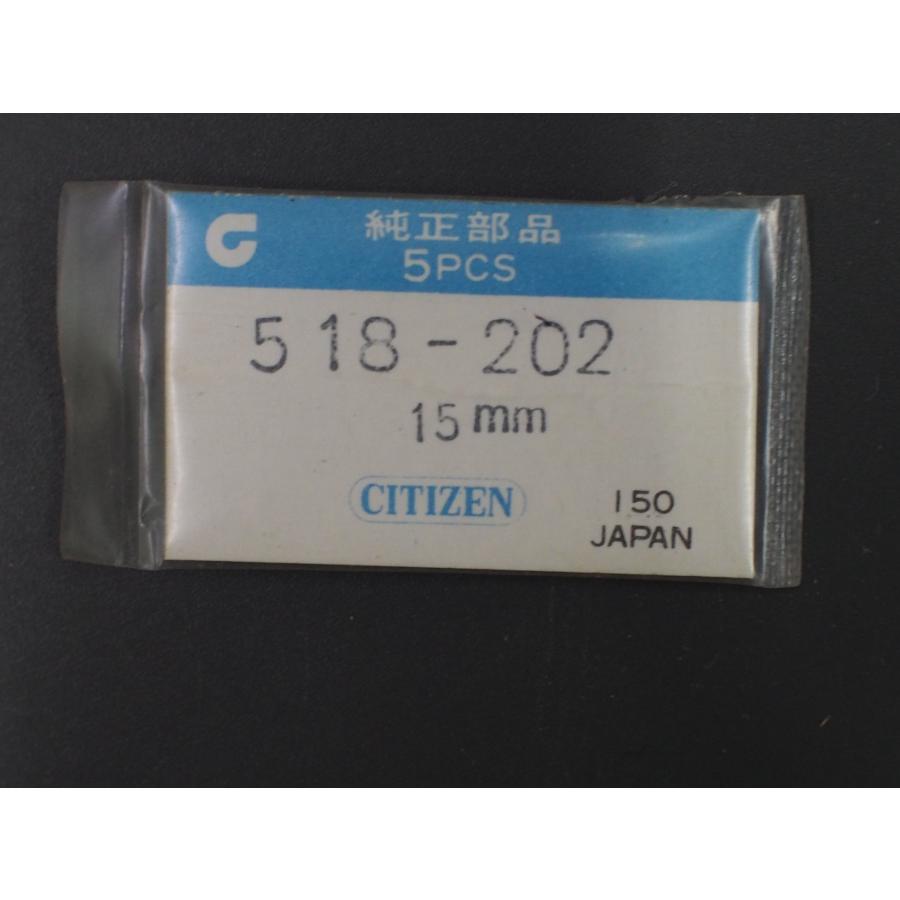 純正部品
5PCS
518-202
15mm
CITIZEN
150
JAPAN